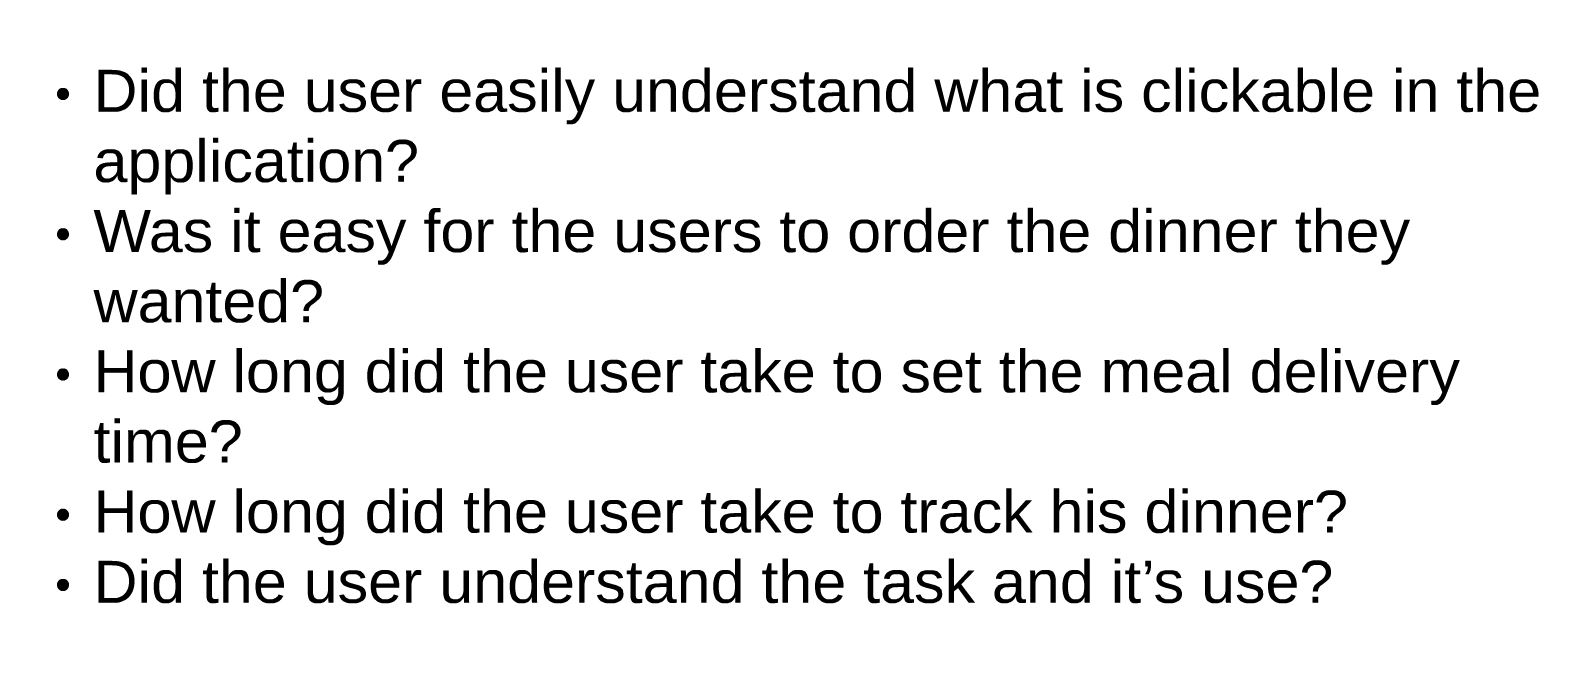 • Did the user easily understand what is clickable in the
application?
• Was it easy for the users to order the dinner they
wanted?
• How long did the user take to set the meal delivery
time?
• How long did the user take to track his dinner?
• Did the user understand the task and it’s use?